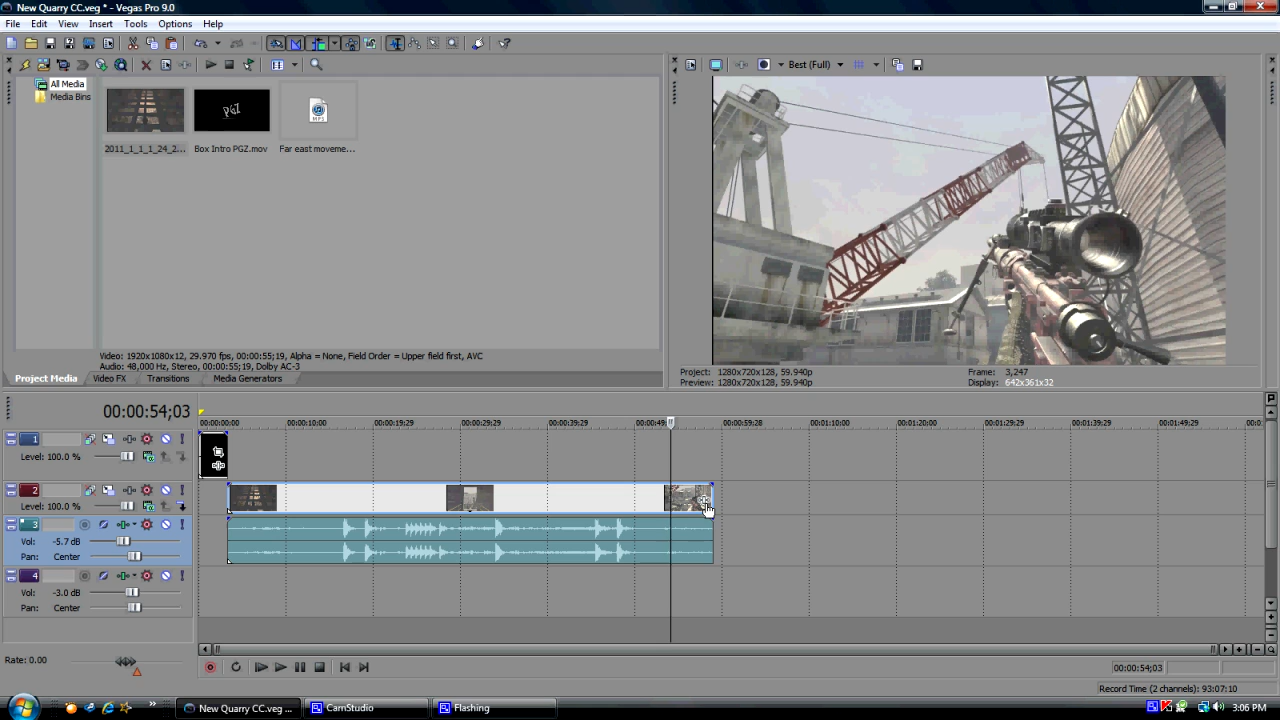 New Quarry CC.veg * - Vegas Pro 9.0
File Edit View Insert Tools Options Help
Best (Full)
All Media
Media Bins
PGZ
MP3
2011_1_1_1_24_2... Box Intro PGZ.mov Far east moveme...
Video: 1920x1080x12, 29.970 fps, 00:00:55;19, Alpha = None, Field Order = Upper field first, AVC
Audio: 48,000 Hz, Stereo, 00:00:55;19, Dolby AC-3
Project Media Video FX Transitions Media Generators
Project: 1280x720x128, 59.940p Frame: 3,247
Preview: 1280x720x128, 59.940p Display: 642x361x32
00:00:54;03
00:00:00;00 00:00:10;00 00:00:19;29 00:00:29;29 00:00:39;29 00:00:49; 00:00:59;28 00:01:10;00 00:01:20;00 00:01:29;29 00:01:39;29 00:01:49;29 00:0
1
Level: 100.0 %
2
Level: 100.0 %
3
Vol: -5.7 dB
Pan: Center
4
Vol: -3.0 dB
Pan: Center
Rate: 0.00
00:00:54;03
Record Time (2 channels): 93:07:10
New Quarry CC.veg ... CamStudio Flashing 3:06 PM